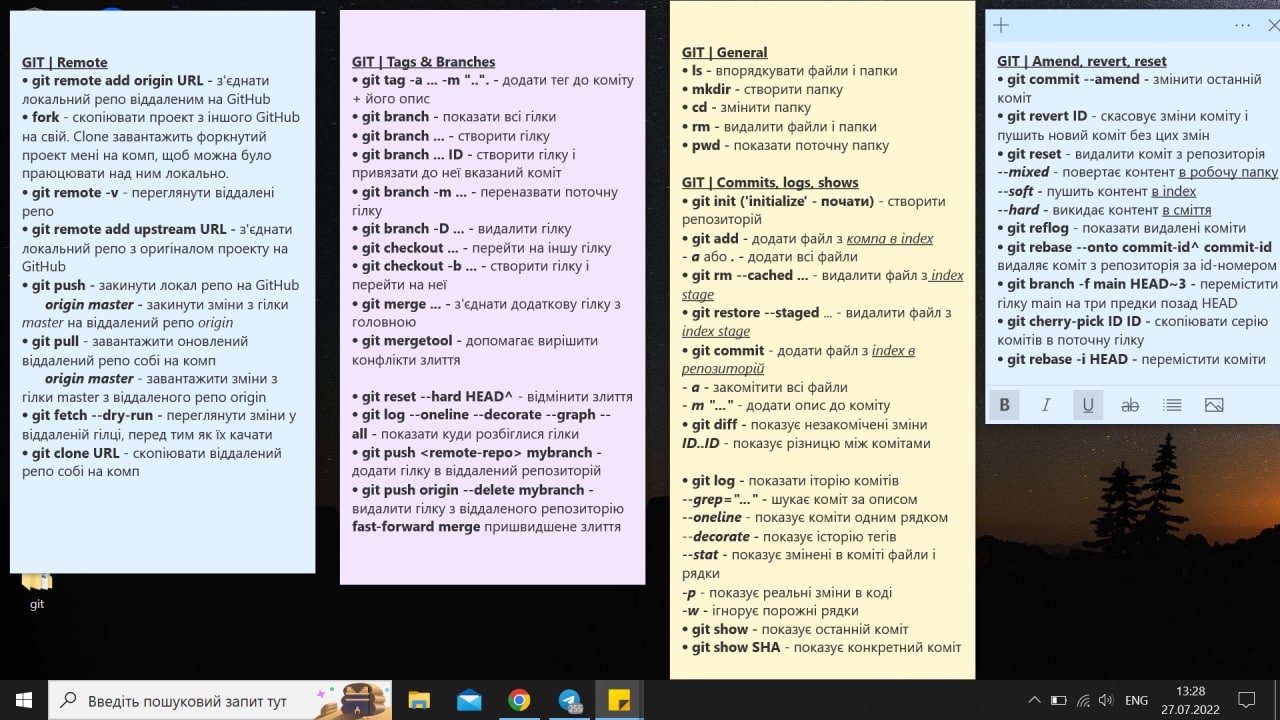 GIT | Remote
• git remote add origin URL - з'єднати
локальний репо віддаленим на GitHub
• fork - скопіювати проект з іншого GitHub
на свій. Clone завантажить форкнутий
проект мені на комп, щоб можна було
праюцювати над ним локально.
• git remote -v - переглянути віддалені
репо
• git remote add upstream URL - з'єднати
локальний репо з оригіналом проекту на
GitHub
• git push - закинути локал репо на GitHub
origin master - закинути зміни з гілки
master на віддалений репо origin
• git pull - завантажити оновлений
віддалений репо собі на комп
origin master - завантажити зміни з
гілки master з віддаленого репо origin
• git fetch --dry-run - переглянути зміни у
віддаленій гілці, перед тим як їх качати
• git clone URL - скопіювати віддалений
репо собі на комп
GIT | Tags & Branches
• git tag -a ... -m "..". - додати тег до коміту
+ його опис
• git branch - показати всі гілки
• git branch ... - створити гілку
• git branch ... ID - створити гілку і
привязати до неї вказаний коміт
• git branch -m ... - переназвати поточну
гілку
• git branch -D ... - видалити гілку
• git checkout ... - перейти на іншу гілку
• git checkout -b ... - створити гілку і
перейти на неї
• git merge ... - з'єднати додаткову гілку з
головною
• git mergetool - допомагає вирішити
конфлікти злиття
• git reset --hard HEAD^ - відмінити злиття
• git log --oneline --decorate --graph --
all - показати куди розбіглися гілки
• git push <remote-repo> mybranch -
додати гілку в віддалений репозиторій
• git push origin --delete mybranch -
видалити гілку з віддаленого репозиторію
fast-forward merge пришвидшене злиття
GIT | General
• ls - впорядкувати файли і папки
• mkdir - створити папку
• cd - змінити папку
• rm - видалити файли і папки
• pwd - показати поточну папку
GIT | Commits, logs, shows
• git init ('initialize' - почати) - створити
репозиторій
• git add - додати файл з компа в index
- a або . - додати всі файли
• git rm --cached ... - видалити файл з index
stage
• git restore --staged ... - видалити файл з
index stage
• git commit - додати файл з index в
репозиторій
- a - закомітити всі файли
- m "..." - додати опис до коміту
• git diff - показує незакомічені зміни
ID..ID - показує різницю між комітами
• git log - показати іторію комітів
--grep="..." - шукає коміт за описом
--oneline - показує коміти одним рядком
--decorate - показує історію тегів
--stat - показує змінені в коміті файли і
рядки
-p - показує реальні зміни в коді
-w - ігнорує порожні рядки
• git show - показує останній коміт
• git show SHA - показує конкретний коміт
GIT | Amend, revert, reset
• git commit --amend - змінити останній
коміт
• git revert ID - скасовує зміни коміту і
пушить новий коміт без цих змін
• git reset - видалити коміт з репозиторія
--mixed - повертає контент в робочу папку
--soft - пушить контент в index
--hard - викидає контент в сміття
• git reflog - показати видалені коміти
• git rebase --onto commit-id^ commit-id
видаляє коміт з репозиторія за id-номером
• git branch -f main HEAD~3 - перемістити
гілку main на три предки позад HEAD
• git cherry-pick ID ID - скопіювати серію
комітів в поточну гілку
• git rebase -i HEAD - перемістити коміти
B I U ab
git
Введіть пошуковий запит тут
255
ENG
13:28
27.07.2022